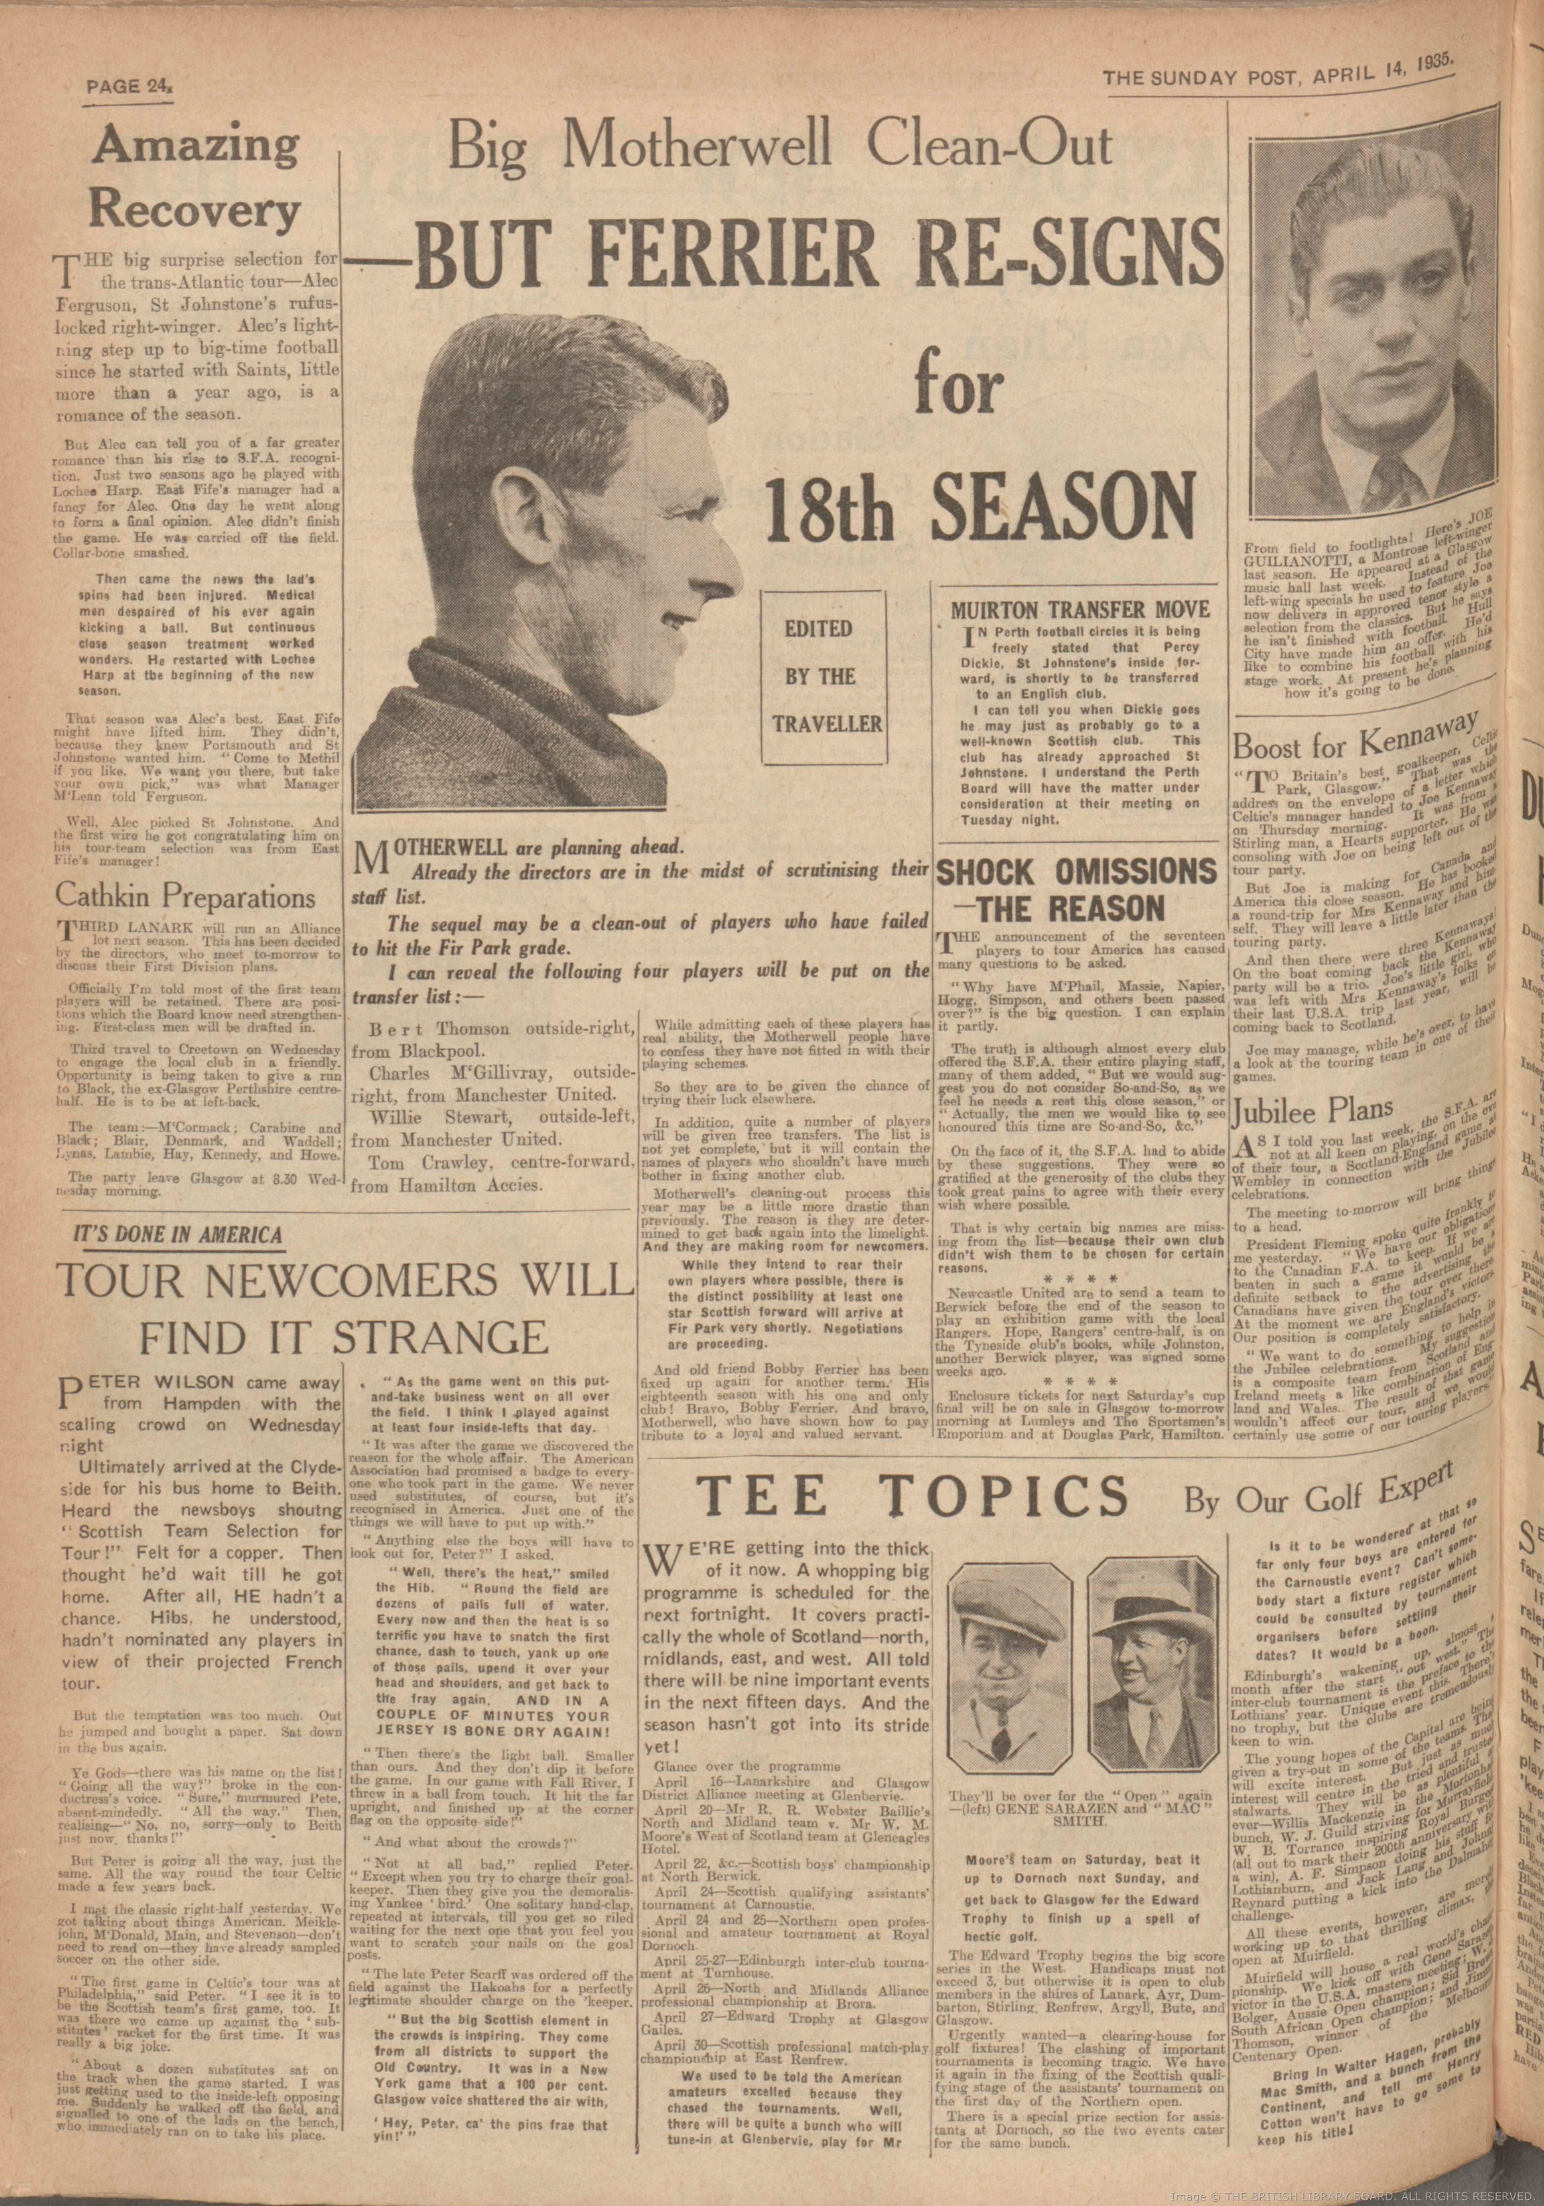 PAGE 24.
THE SUNDAY POST, APRIL 14, 1935.
Amazing
Recovery
THE big surprise selection for
the trans-Atlantic tour—Alec
Ferguson, St Johnstone's rufus-
locked right-winger. Alec's light-
ning step up to big-time football
since he started with Saints, little
more than a year ago, is a
romance of the season.
But Alec can tell you of a far greater
romance than his rise to S.F.A. recogni-
tion. Just two seasons ago he played with
Lochee Harp. East Fife's manager had a
fancy for Alec. One day he went along
to form a final opinion. Alec didn't finish
the game. He was carried off the field.
Collar-bone smashed.
Then came the news the lad's
spine had been injured. Medical
men despaired of his ever again
kicking a ball. But continuous
close season treatment worked
wonders. He restarted with Lochee
Harp at the beginning of the new
season.
That season was Alec's best. East Fife
might have lifted him. They didn't,
because they knew Portsmouth and St
Johnstone wanted him. "Come to Methil
if you like. We want you there, but take
your own pick," was what Manager
M'Lean told Ferguson.
Well, Alec picked St Johnstone. And
the first wire he got congratulating him on
his tour-team selection was from East
Fife's manager!
Cathkin Preparations
THIRD LANARK will run an Alliance
lot next season. This has been decided
by the directors, who meet to-morrow to
discuss their First Division plans.
Officially I'm told most of the first team
players will be retained. There are posi-
tions which the Board know need strengthen-
ing. First-class men will be drafted in.
Third travel to Creetown on Wednesday
to engage the local club in a friendly.
Opportunity is being taken to give a run
to Black, the ex-Glasgow Perthshire centre-
half. He is to be at left-back.
The team:—M'Cormack; Carabine and
Black; Blair, Denmark, and Waddell;
Lynas, Lambie, Hay, Kennedy, and Howe.
The party leave Glasgow at 8.30 Wed-
nesday morning.
Big Motherwell Clean-Out
—BUT FERRIER RE-SIGNS
for
18th SEASON
EDITED
BY THE
TRAVELLER
MOTHERWELL are planning ahead.
Already the directors are in the midst of scrutinising their
staff list.
The sequel may be a clean-out of players who have failed
to hit the Fir Park grade.
I can reveal the following four players will be put on the
transfer list:—
Bert Thomson outside-right,
from Blackpool.
Charles M'Gillivray, outside-
right, from Manchester United.
Willie Stewart, outside-left,
from Manchester United.
Tom Crawley, centre-forward,
from Hamilton Accies.
While admitting each of these players has
real ability, the Motherwell people have
to confess they have not fitted in with their
playing schemes.
So they are to be given the chance of
trying their luck elsewhere.
In addition, quite a number of players
will be given free transfers. The list is
not yet complete, but it will contain the
names of players who shouldn't have much
bother in fixing another club.
Motherwell's cleaning-out process this
year may be a little more drastic than
previously. The reason is they are deter-
mined to get back again into the limelight.
And they are making room for newcomers.
While they intend to rear their
own players where possible, there is
the distinct possibility at least one
star Scottish forward will arrive at
Fir Park very shortly. Negotiations
are proceeding.
And old friend Bobby Ferrier has been
fixed up again for another term. His
eighteenth season with his one and only
club! Bravo, Bobby Ferrier. And bravo,
Motherwell, who have shown how to pay
tribute to a loyal and valued servant.
MUIRTON TRANSFER MOVE
IN Perth football circles it is being
freely stated that Percy
Dickie, St Johnstone's inside for-
ward, is shortly to be transferred
to an English club.
I can tell you when Dickie goes
he may just as probably go to a
well-known Scottish club. This
club has already approached St
Johnstone. I understand the Perth
Board will have the matter under
consideration at their meeting on
Tuesday night.
SHOCK OMISSIONS
—THE REASON
THE announcement of the seventeen
players to tour America has caused
many questions to be asked.
"Why have M'Phail, Massie, Napier,
Hogg, Simpson, and others been passed
over?" is the big question. I can explain
it partly.
The truth is although almost every club
offered the S.F.A. their entire playing staff,
many of them added, "But we would sug-
gest you do not consider So-and-So, as we
feel he needs a rest this close season," or
"Actually, the men we would like to see
honoured this time are So-and-So, &c."
On the face of it, the S.F.A. had to abide
by these suggestions. They were so
gratified at the generosity of the clubs they
took great pains to agree with their every
wish where possible.
That is why certain big names are miss-
ing from the list—because their own club
didn't wish them to be chosen for certain
reasons.
* * * *
Newcastle United are to send a team to
Berwick before the end of the season to
play an exhibition game with the local
Rangers. Hope, Rangers' centre-half, is on
the Tyneside club's books, while Johnston,
another Berwick player, was signed some
weeks ago.
* * * *
Enclosure tickets for next Saturday's cup
final will be on sale in Glasgow to-morrow
morning at Lumleys and The Sportsmen's
Emporium and at Douglas Park, Hamilton.
From field to footlights! Here's JOE
GUILIANOTTI, a Montrose left-winger
last season. He appeared at a Glasgow
music hall last week. Instead of the
left-wing specials he used to feature Joe
now delivers in approved tenor style a
selection from the classics. But he says
he isn't finished with football. Hull
City have made him an offer. He'd
like to combine his football with his
stage work. At present he's planning
how it's going to be done.
Boost for Kennaway
"TO Britain's best goalkeeper, Celtic
Park, Glasgow." That was the
address on the envelope of a letter which
Celtic's manager handed to Joe Kennaway
on Thursday morning. It was from a
Stirling man, a Hearts supporter. He was
consoling with Joe on being left out of the
tour party.
But Joe is making for Canada and
America this close season. He has booked
a round-trip for Mrs Kennaway and him-
self. They will leave a little later than the
touring party.
And then there were three Kennaways!
On the boat coming back the Kennaway
party will be a trio. Joe's little girl, who
was left with Mrs Kennaway's folks on
their last U.S.A. trip last year, will be
coming back to Scotland.
Joe may manage, while he's over, to have
a look at the touring team in one of their
games.
Jubilee Plans
AS I told you last week, the S.F.A. are
not at all keen on playing, on the eve
of their tour, a Scotland-England game at
Wembley in connection with the Jubilee
celebrations.
The meeting to-morrow will bring things
to a head.
President Fleming spoke quite frankly to
me yesterday. "We have our obligations
to the Canadian F.A. to keep. If we are
beaten in such a game it would be a
definite setback to the advertising the
Canadians have given the tour over there.
At the moment we are England's victors.
Our position is completely satisfactory.
"We want to do something to help in
the Jubilee celebrations. My suggestion
is a composite team from Scotland and
Ireland meets a like combination of Eng-
land and Wales. The result of that game
wouldn't affect our tour, and we would
certainly use some of our touring players."
IT'S DONE IN AMERICA
TOUR NEWCOMERS WILL
FIND IT STRANGE
PETER WILSON came away
from Hampden with the
scaling crowd on Wednesday
night
Ultimately arrived at the Clyde-
side for his bus home to Beith.
Heard the newsboys shoutng
"Scottish Team Selection for
Tour!" Felt for a copper. Then
thought he'd wait till he got
home. After all, HE hadn't a
chance. Hibs, he understood,
hadn't nominated any players in
view of their projected French
tour.
But the temptation was too much. Out
he jumped and bought a paper. Sat down
in the bus again.
Ye Gods—there was his name on the list!
"Going all the way?" broke in the con-
ductress's voice. "Sure," murmured Pete,
absent-mindedly. "All the way." Then,
realising—"No, no, sorry—only to Beith
just now, thanks!"
But Peter is going all the way, just the
same. All the way round the tour Celtic
made a few years back.
I met the classic right-half yesterday. We
got talking about things American. Meikle-
john, M'Donald, Main, and Stevenson—don't
need to read on—they have already sampled
soccer on the other side.
"The first game in Celtic's tour was at
Philadelphia," said Peter. "I see it is to
be the Scottish team's first game, too. It
was there we came up against the 'sub-
stitutes' racket for the first time. It was
really a big joke.
"About a dozen substitutes sat on
the track when the game started. I was
just getting used to the inside-left opposing
me. Suddenly he walked off the field, and
signalled to one of the lads on the bench,
who immediately ran on to take his place.
"As the game went on this put-
and-take business went on all over
the field. I think I played against
at least four inside-lefts that day.
"It was after the game we discovered the
reason for the whole affair. The American
Association had promised a badge to every-
one who took part in the game. We never
used substitutes, of course, but it's
recognised in America. Just one of the
things we will have to put up with."
"Anything else the boys will have to
look out for, Peter?" I asked.
"Well, there's the heat," smiled
the Hib. "Round the field are
dozens of pails full of water.
Every now and then the heat is so
terrific you have to snatch the first
chance, dash to touch, yank up one
of those pails, upend it over your
head and shoulders, and get back to
the fray again. AND IN A
COUPLE OF MINUTES YOUR
JERSEY IS BONE DRY AGAIN!
"Then there's the light ball. Smaller
than ours. And they don't dip it before
the game. In our game with Fall River, I
threw in a ball from touch. It hit the far
upright, and finished up at the corner
flag on the opposite side!"
"And what about the crowds?"
"Not at all bad," replied Peter.
"Except when you try to charge their goal-
keeper. Then they give you the demoralis-
ing Yankee 'bird.' One solitary hand-clap,
repeated at intervals, till you get so riled
waiting for the next one that you feel you
want to scratch your nails on the goal
posts.
"The late Peter Scarff was ordered off the
field against the Hakoahs for a perfectly
legitimate shoulder charge on the 'keeper.
"But the big Scottish element in
the crowds is inspiring. They come
from all districts to support the
Old Country. It was in a New
York game that a 100 per cent.
Glasgow voice shattered the air with,
'Hey, Peter, ca' the pins frae that
yin!'"
TEE TOPICS By Our Golf Expert
WE'RE getting into the thick
of it now. A whopping big
programme is scheduled for the
next fortnight. It covers practi-
cally the whole of Scotland—north,
midlands, east, and west. All told
there will be nine important events
in the next fifteen days. And the
season hasn't got into its stride
yet!
Glance over the programme
April 16—Lanarkshire and Glasgow
District Alliance meeting at Glenbervie.
April 20—Mr R. R. Webster Baillie's
North and Midland team v. Mr W. M.
Moore's West of Scotland team at Gleneagles
Hotel.
April 22, &c.—Scottish boys' championship
at North Berwick.
April 24—Scottish qualifying assistants'
tournament at Carnoustie.
April 24 and 25—Northern open profes-
sional and amateur tournament at Royal
Dornoch.
April 25-27—Edinburgh inter-club tourna-
ment at Turnhouse.
April 26—North and Midlands Alliance
professional championship at Brora.
April 27—Edward Trophy at Glasgow
Gailes.
April 30—Scottish professional match-play
championship at East Renfrew.
We used to be told the American
amateurs excelled because they
chased the tournaments. Well,
there will be quite a bunch who will
tune-in at Glenbervie, play for Mr
They'll be over for the "Open" again
—(left) GENE SARAZEN and "MAC"
SMITH.
Moore's team on Saturday, beat it
up to Dornoch next Sunday, and
get back to Glasgow for the Edward
Trophy to finish up a spell of
hectic golf.
The Edward Trophy begins the big score
series in the West. Handicaps must not
exceed 3, but otherwise it is open to club
members in the shires of Lanark, Ayr, Dum-
barton, Stirling, Renfrew, Argyll, Bute, and
Glasgow.
Urgently wanted—a clearing-house for
golf fixtures! The clashing of important
tournaments is becoming tragic. We have
it again in the fixing of the Scottish quali-
fying stage of the assistants' tournament on
the first day of the Northern open.
There is a special prize section for assis-
tants at Dornoch, so the two events cater
for the same bunch.
Is it to be wondered at that so
far only four boys are entered for
the Carnoustie event? Can't some-
body start a fixture register which
could be consulted by tournament
organisers before settling their
dates? It would be a boon.
Edinburgh's wakening up, almost a
month after the start "out west." The
inter-club tournament is the preface to the
Lothians' year. Unique event this. There's
no trophy, but the clubs are tremendously
keen to win.
The young hopes of the Capital are being
given a try-out in some of the teams. This
will excite interest. But just as much
interest will centre in the tried and trusted
stalwarts. They will be as plentiful as
ever—Willis Mackenzie in the Mortonhall
bunch, W. J. Guild striving for Murrayfield,
W. B. Torrance inspiring Royal Burgess
(all out to mark their 200th anniversary with
a win), A. F. Simpson doing his stuff for
Lothianburn, and Jack Lang and Johnny
Reynard putting a kick into the Dalmahoy
challenge.
All these events, however, are merely
working up to that thrilling climax, the
open at Muirfield.
Muirfield will house a real world's cham-
pionship. We kick off with Gene Sarazen,
victor in the U.S.A. masters meeting; W. J.
Bolger, Aussie Open champion; Sid Brews,
South African Open champion; and Jimmy
Thomson, winner of the Melbourne
Centenary Open.
Bring in Walter Hagen, probably
Mac Smith, and a bunch from the
Continent, and tell me Henry
Cotton won't have to go some to
keep his title!
Image © THE BRITISH LIBRARY BOARD. ALL RIGHTS RESERVED.